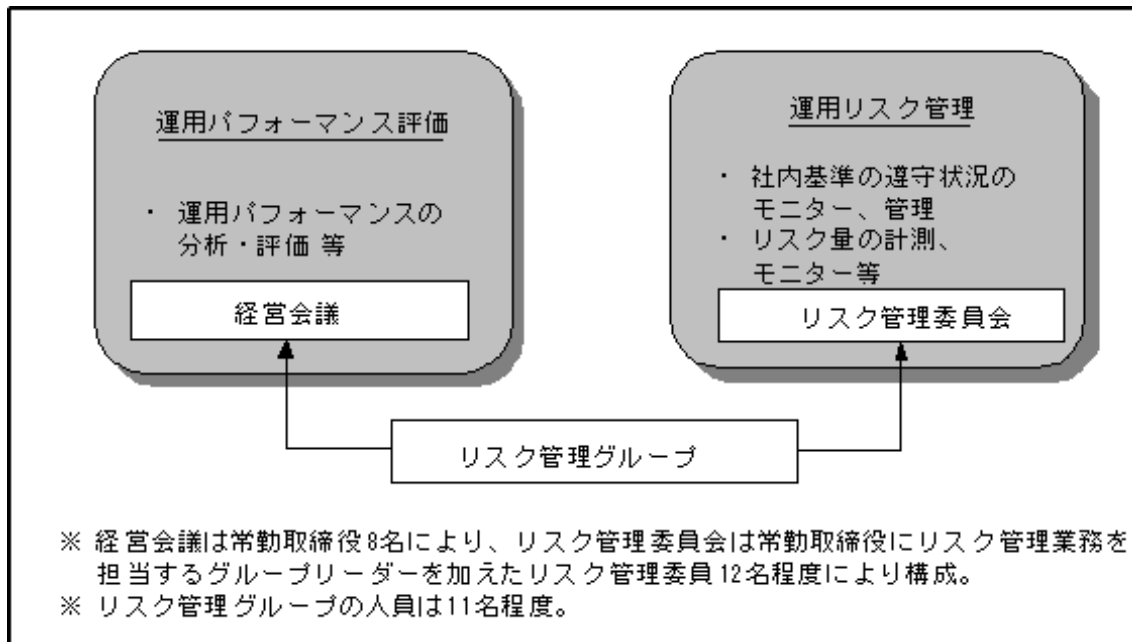 運用パフォーマンス評価
・ 運用パフォーマンスの
分析・評価 等
経営会議
運用リスク管理
・ 社内基準の遵守状況の
モニター、管理
・ リスク量の計測、
モニター等
リスク管理委員会
リスク管理グループ
※ 経営会議は常勤取締役8名により、リスク管理委員会は常勤取締役にリスク管理業務を
担当するグループリーダーを加えたリスク管理委員12名程度により構成。
※ リスク管理グループの人員は11名程度。